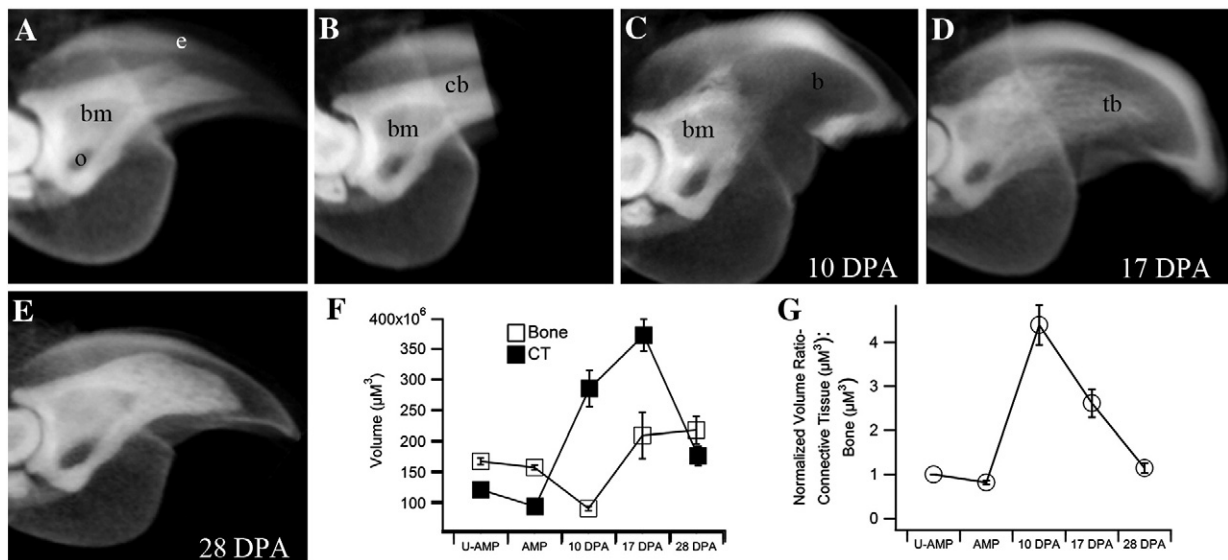 A
e
bm
o
B
cb
bm
C
b
bm
10 DPA
D
tb
17 DPA
E
28 DPA
F
Volume (µM³)
400x10⁶
350
300
250
200
150
100
Bone
CT
U-AMP
AMP
10 DPA
17 DPA
28 DPA
G
Normalized Volume Ratio-
Connective Tissue (µM³):
Bone (µM³)
4
2
1
0
U-AMP
AMP
10 DPA
17 DPA
28 DPA